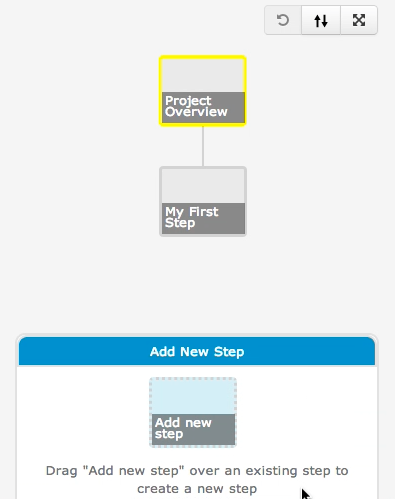 Project
Overview
My First
Step
Add New Step
Add new
step
Drag "Add new step" over an existing step to
create a new step